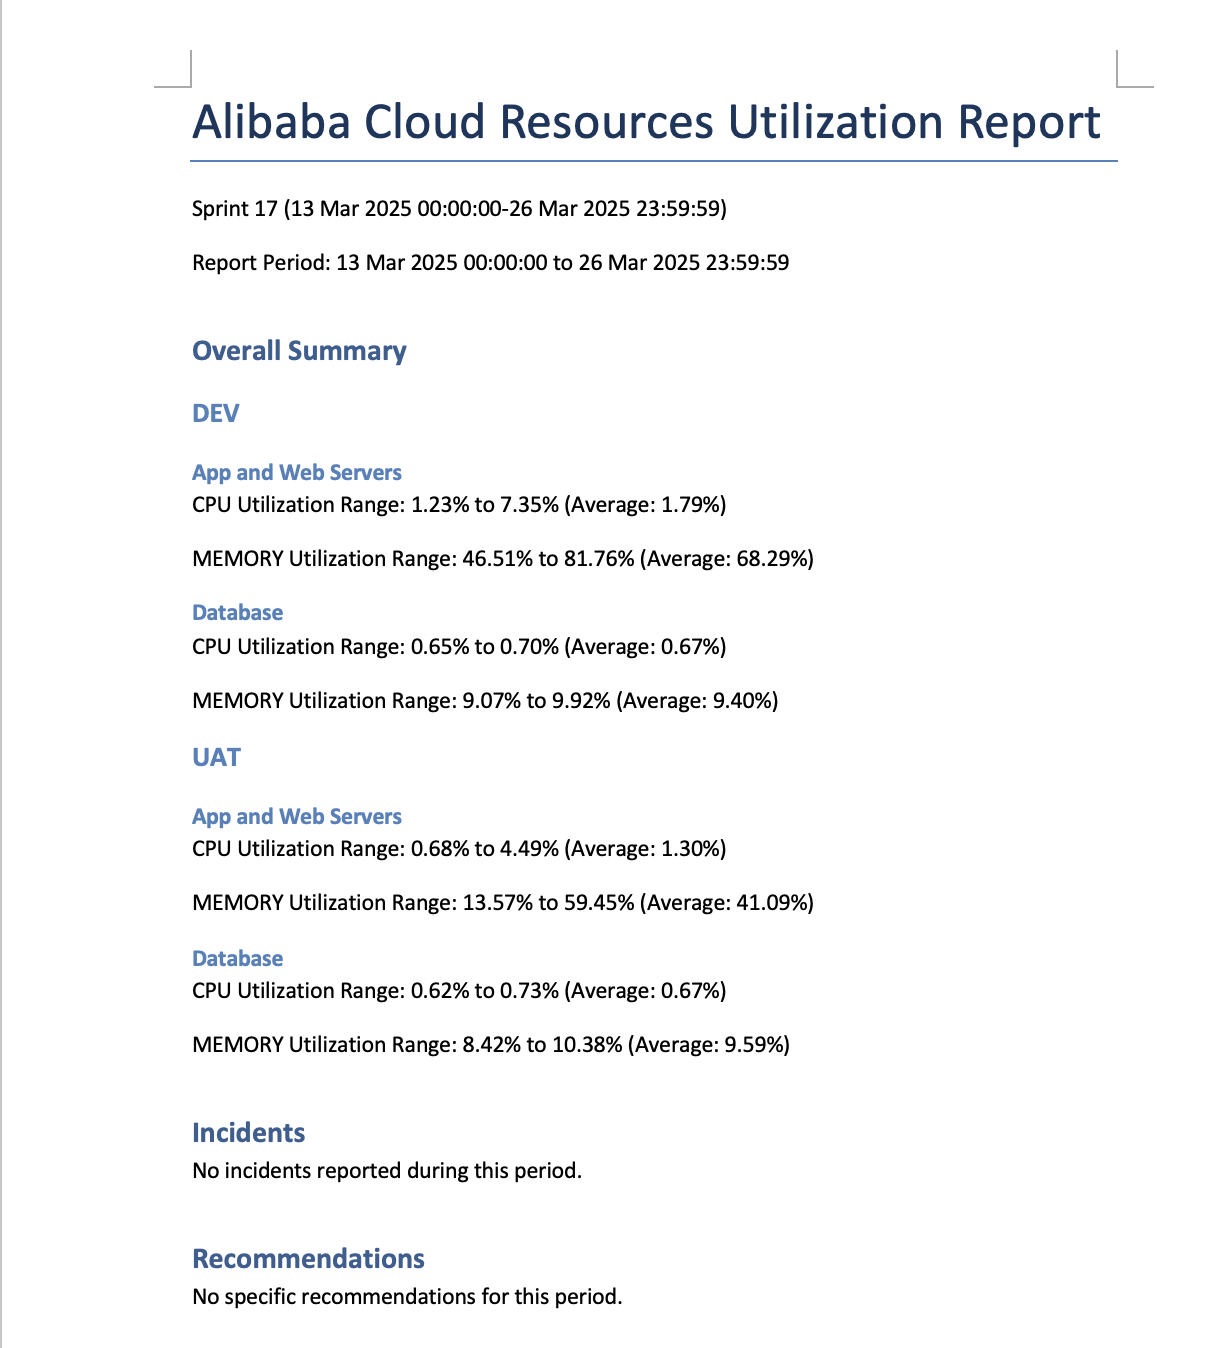 Alibaba Cloud Resources Utilization Report
Sprint 17 (13 Mar 2025 00:00:00-26 Mar 2025 23:59:59)
Report Period: 13 Mar 2025 00:00:00 to 26 Mar 2025 23:59:59
Overall Summary
DEV
App and Web Servers
CPU Utilization Range: 1.23% to 7.35% (Average: 1.79%)
MEMORY Utilization Range: 46.51% to 81.76% (Average: 68.29%)
Database
CPU Utilization Range: 0.65% to 0.70% (Average: 0.67%)
MEMORY Utilization Range: 9.07% to 9.92% (Average: 9.40%)
UAT
App and Web Servers
CPU Utilization Range: 0.68% to 4.49% (Average: 1.30%)
MEMORY Utilization Range: 13.57% to 59.45% (Average: 41.09%)
Database
CPU Utilization Range: 0.62% to 0.73% (Average: 0.67%)
MEMORY Utilization Range: 8.42% to 10.38% (Average: 9.59%)
Incidents
No incidents reported during this period.
Recommendations
No specific recommendations for this period.